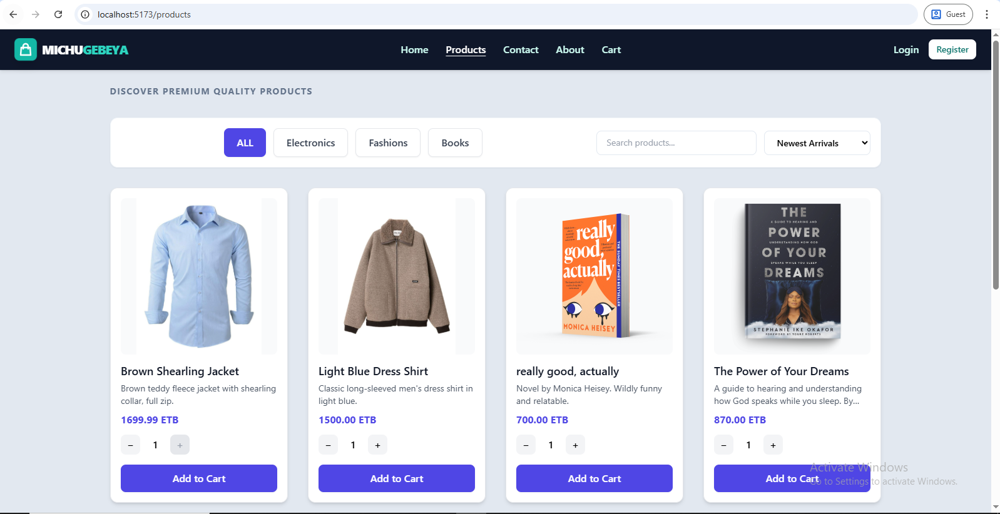 localhost:5173/products
Guest
MICHUGEBEYA
Home Products Contact About Cart
Login Register
DISCOVER PREMIUM QUALITY PRODUCTS
ALL Electronics Fashions Books
Search products...
Newest Arrivals
Brown Shearling Jacket
Brown teddy fleece jacket with shearling
collar, full zip.
1699.99 ETB
− 1 +
Add to Cart
Light Blue Dress Shirt
Classic long-sleeved men's dress shirt in
light blue.
1500.00 ETB
− 1 +
Add to Cart
really
good,
actually
MONICA HEISEY
THE SUNDAY TIMES BESTSELLER
really good, actually
Novel by Monica Heisey. Wildly funny
and relatable.
700.00 ETB
− 1 +
Add to Cart
THE
A GUIDE TO HEARING AND
POWER
UNDERSTANDING HOW GOD
OF YOUR
SPEAKS WHILE YOU SLEEP
DREAMS
STEPHANIE IKE OKAFOR
FOREWORD BY TOURE ROBERTS
The Power of Your Dreams
A guide to hearing and understanding
how God speaks while you sleep. By...
870.00 ETB
− 1 +
Add to Cart
Activate Windows
Go to Settings to activate Windows.